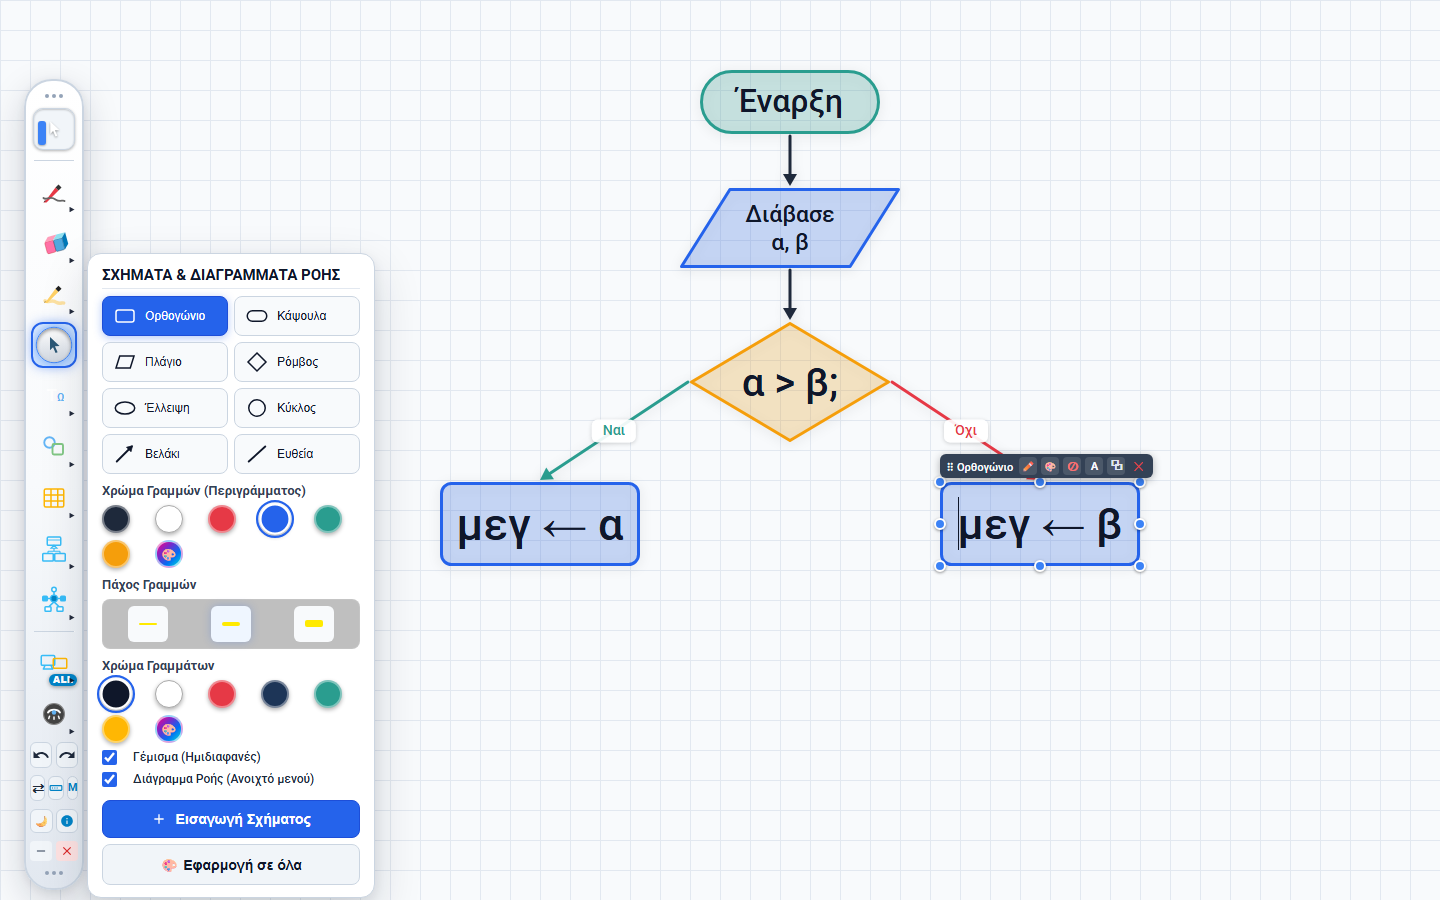 Έναρξη
Διάβασε
α, β
α > β;
Ναι
Όχι
μεγ ← α
Ορθογώνιο
A
μεγ ← β
Ω
ALL
M
ΣΧΗΜΑΤΑ & ΔΙΑΓΡΑΜΜΑΤΑ ΡΟΗΣ
Ορθογώνιο
Κάψουλα
Πλάγιο
Ρόμβος
Έλλειψη
Κύκλος
Βελάκι
Ευθεία
Χρώμα Γραμμών (Περιγράμματος)
Πάχος Γραμμών
Χρώμα Γραμμάτων
Γέμισμα (Ημιδιαφανές)
Διάγραμμα Ροής (Ανοιχτό μενού)
+ Εισαγωγή Σχήματος
Εφαρμογή σε όλα